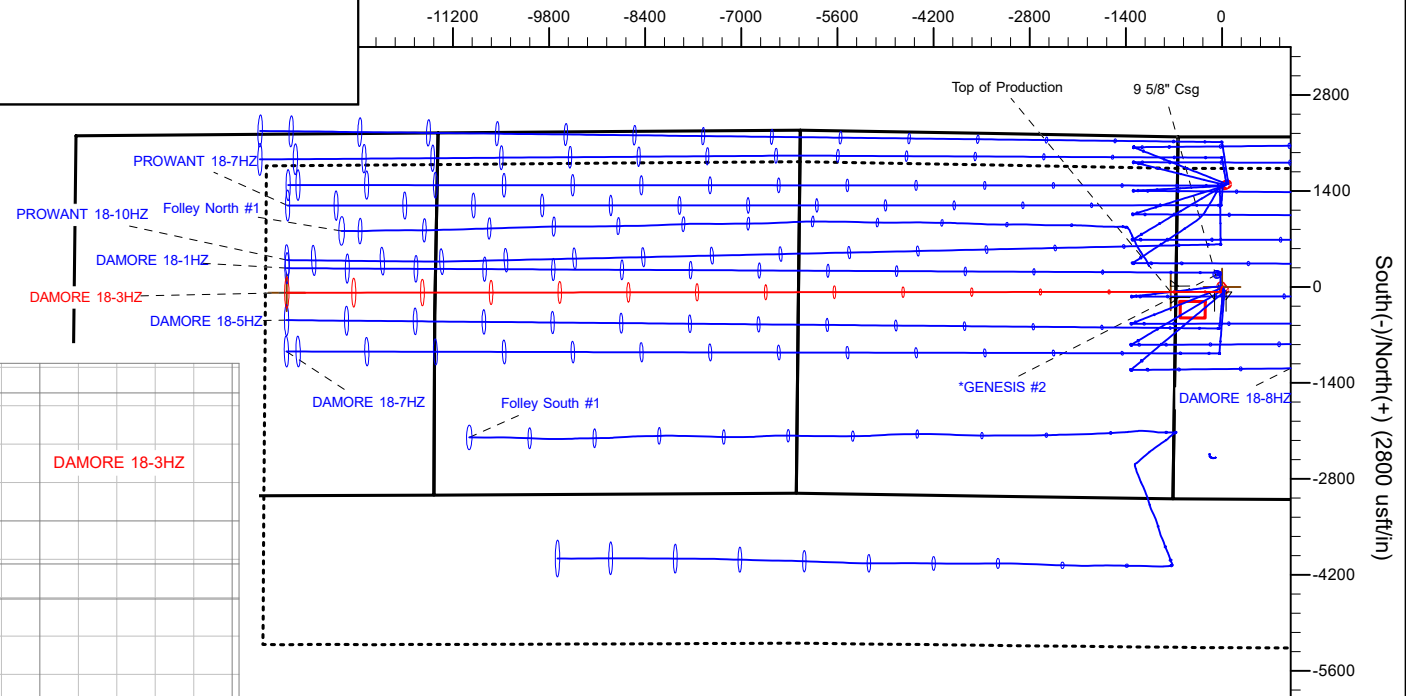 -11200 -9800 -8400 -7000 -5600 -4200 -2800 -1400 0
Top of Production
9 5/8" Csg
2800
PROWANT 18-7HZ
1400
Folley North #1
PROWANT 18-10HZ
DAMORE 18-1HZ
0
DAMORE 18-3HZ
DAMORE 18-5HZ
South(-)/North(+) (2800 usft/in)
-1400
*GENESIS #2
DAMORE 18-8HZ
DAMORE 18-7HZ
Folley South #1
DAMORE 18-3HZ
-2800
-4200
-5600